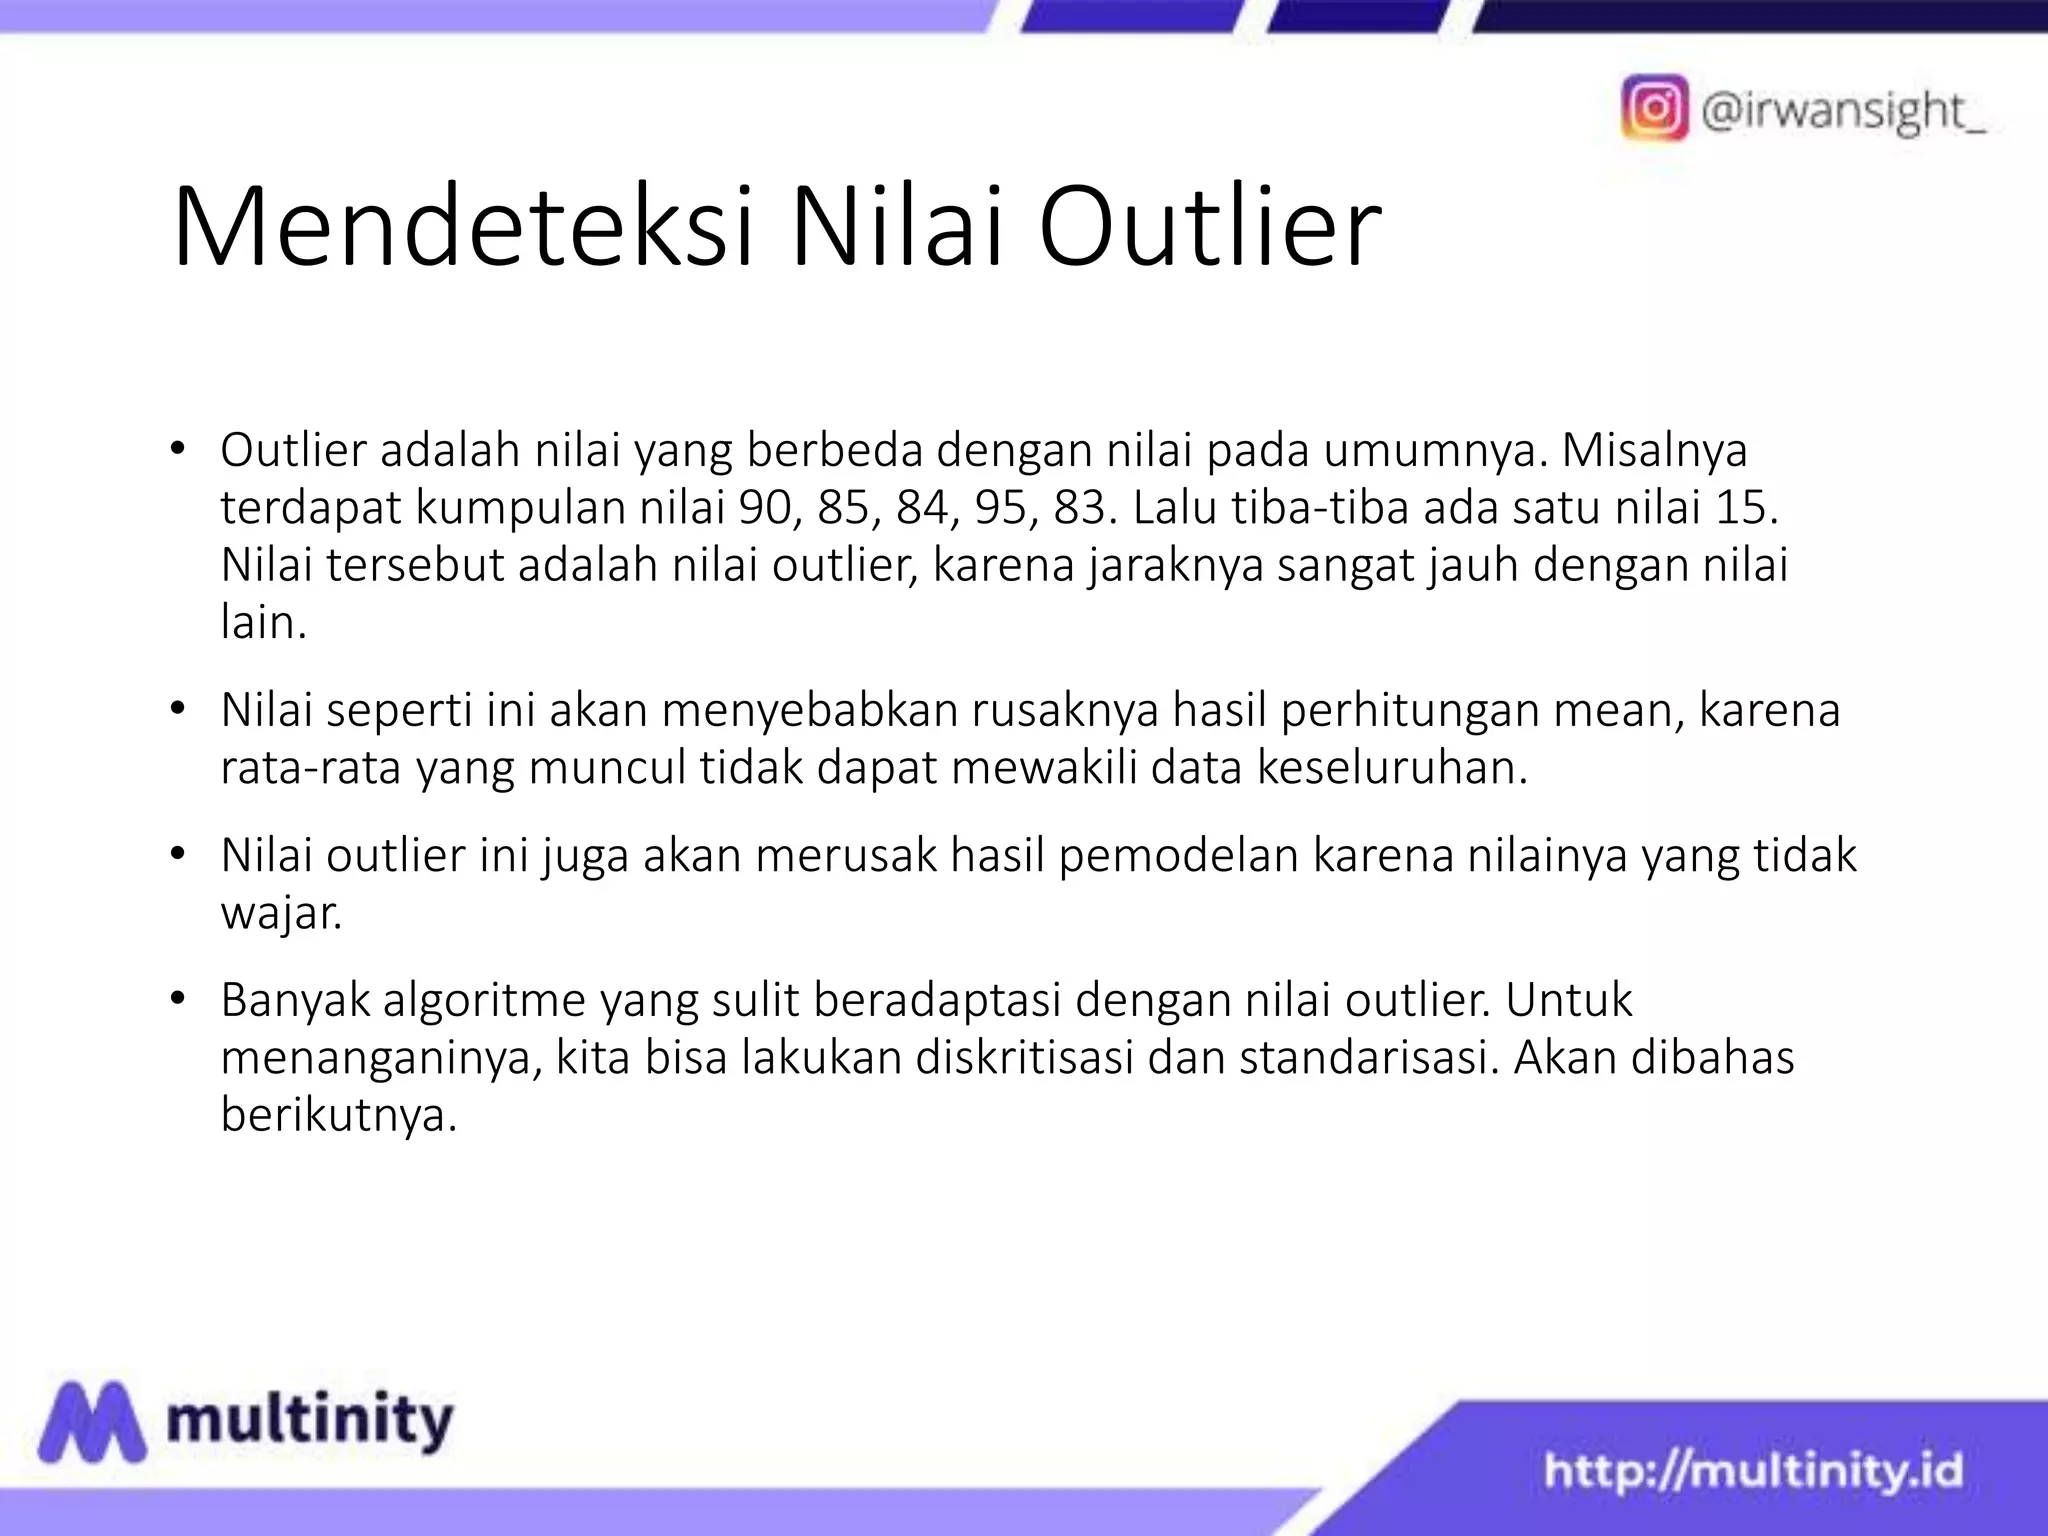 @irwansight_
Mendeteksi Nilai Outlier
• Outlier adalah nilai yang berbeda dengan nilai pada umumnya. Misalnya
terdapat kumpulan nilai 90, 85, 84, 95, 83. Lalu tiba-tiba ada satu nilai 15.
Nilai tersebut adalah nilai outlier, karena jaraknya sangat jauh dengan nilai
lain.
• Nilai seperti ini akan menyebabkan rusaknya hasil perhitungan mean, karena
rata-rata yang muncul tidak dapat mewakili data keseluruhan.
• Nilai outlier ini juga akan merusak hasil pemodelan karena nilainya yang tidak
wajar.
• Banyak algoritme yang sulit beradaptasi dengan nilai outlier. Untuk
menanganinya, kita bisa lakukan diskritisasi dan standarisasi. Akan dibahas
berikutnya.
multinity
http://multinity.id